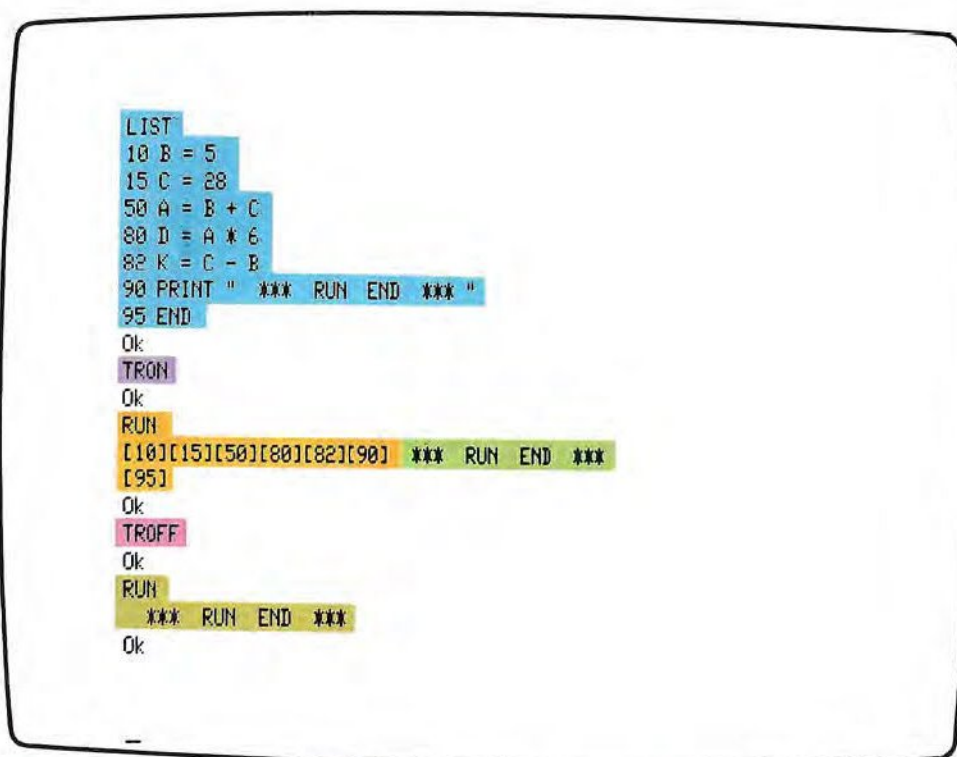 LIST
10 B = 5
15 C = 28
50 A = B + C
80 D = A * 6
82 K = C - B
90 PRINT "  ***  RUN  END  *** "
95 END
Ok
TRON
Ok
RUN
[10][15][50][80][82][90]  ***  RUN  END  ***
[95]
Ok
TROFF
Ok
RUN
  ***  RUN  END  ***
Ok